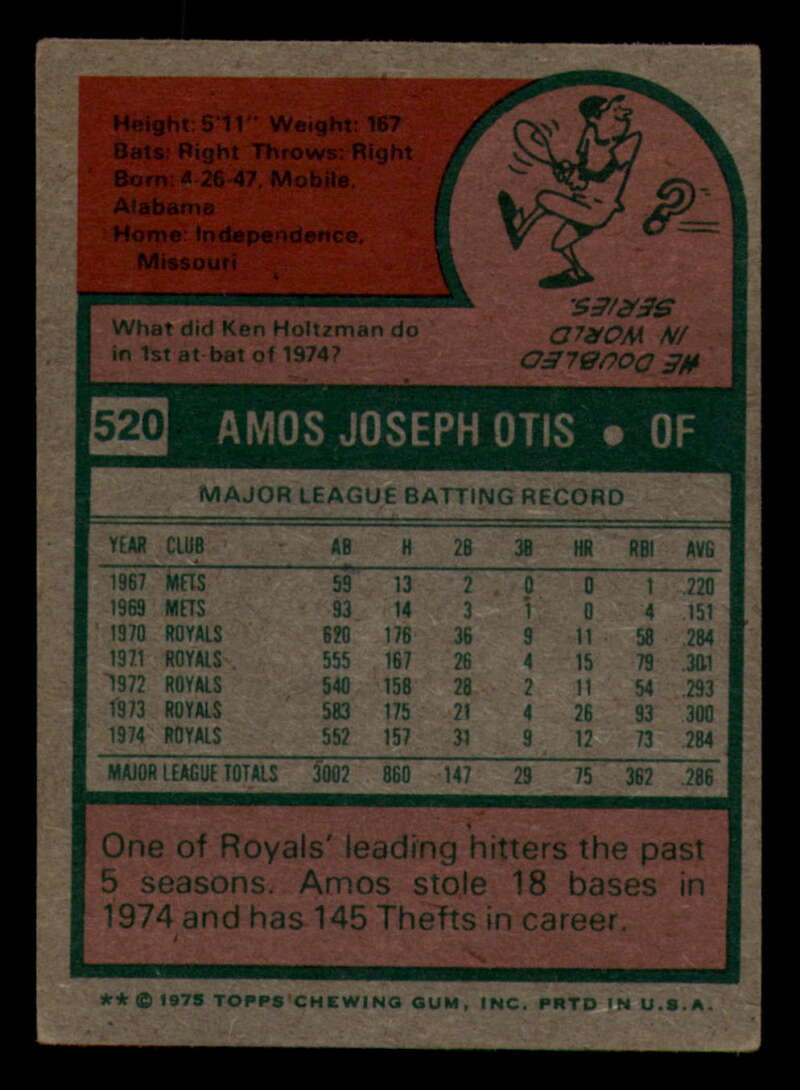 Height: 5'11" Weight: 167
Bats: Right Throws: Right
Born: 4-26-47, Mobile,
Alabama
Home: Independence,
Missouri
?
What did Ken Holtzman do
in 1st at-bat of 1974?
HE DOUBLED
IN WORLD
SERIES.
520 AMOS JOSEPH OTIS • OF
MAJOR LEAGUE BATTING RECORD
YEAR CLUB AB H 2B 3B HR RBI AVG
1967 METS 59 13 2 0 0 1 .220
1969 METS 93 14 3 1 0 4 .151
1970 ROYALS 620 176 36 9 11 58 .284
1971 ROYALS 555 167 26 4 15 79 .301
1972 ROYALS 540 158 28 2 11 54 .293
1973 ROYALS 583 175 21 4 26 93 .300
1974 ROYALS 552 157 31 9 12 73 .284
MAJOR LEAGUE TOTALS 3002 860 147 29 75 362 .286
One of Royals' leading hitters the past
5 seasons. Amos stole 18 bases in
1974 and has 145 Thefts in career.
** © 1975 TOPPS CHEWING GUM, INC. PRTD IN U.S.A.